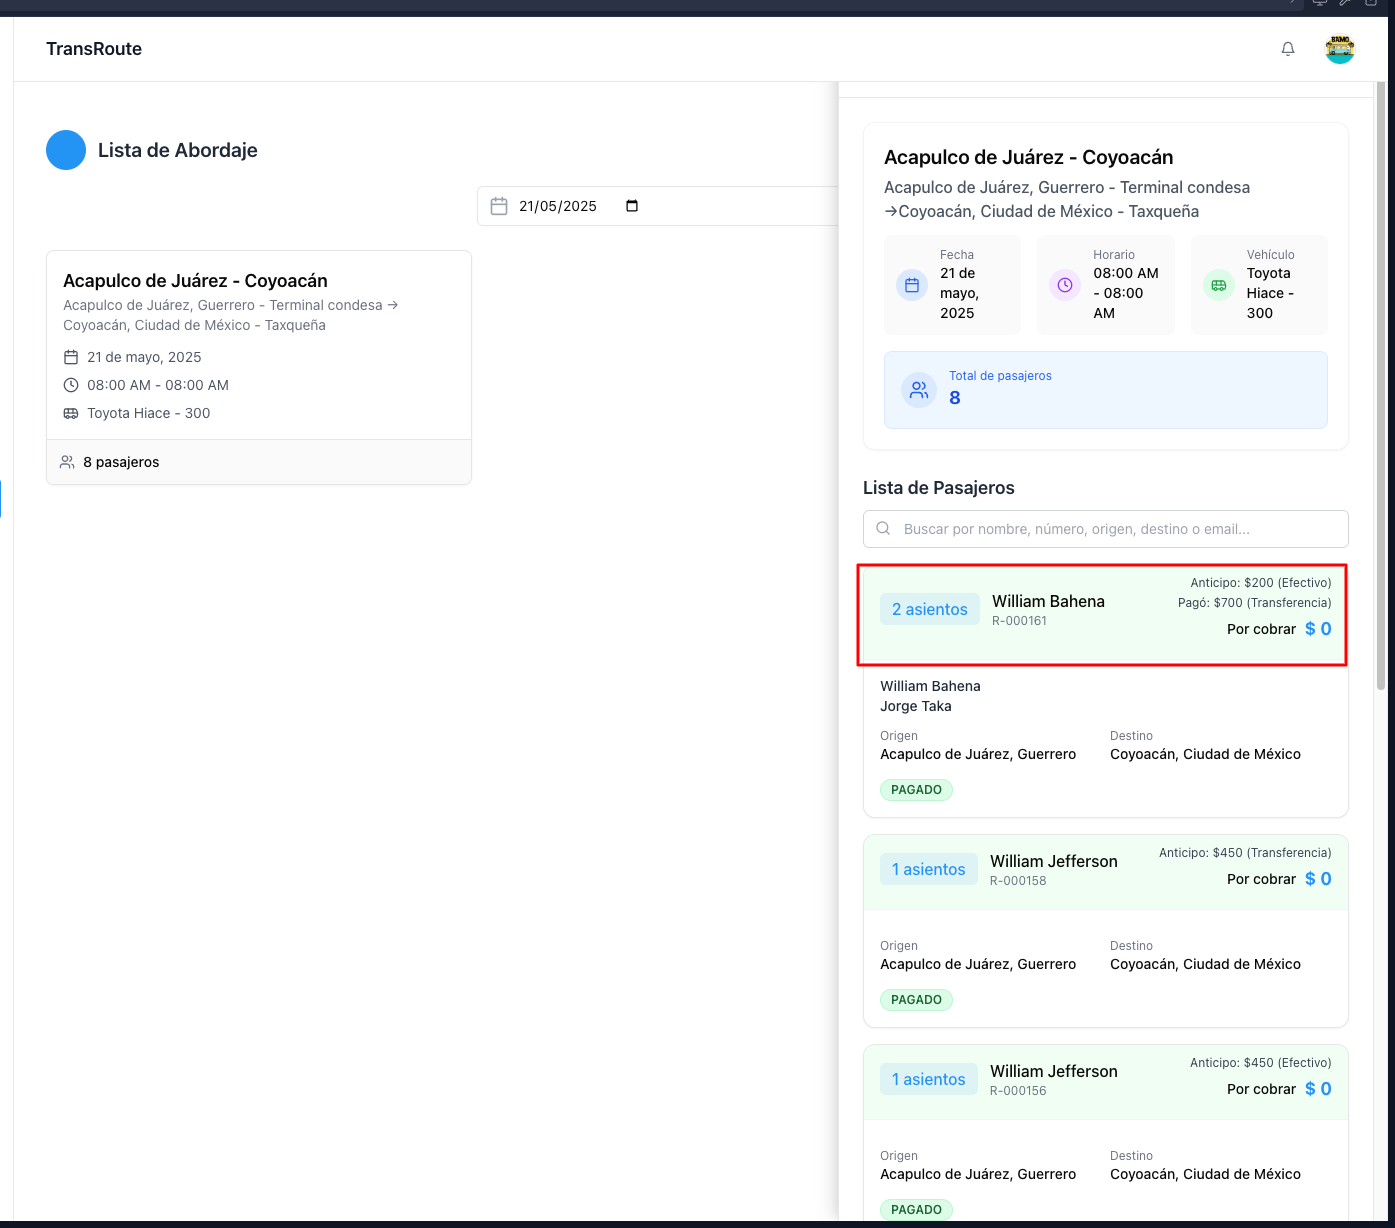 TransRoute
BAMO
Lista de Abordaje
21/05/2025
Acapulco de Juárez - Coyoacán
Acapulco de Juárez, Guerrero - Terminal condesa →
Coyoacán, Ciudad de México - Taxqueña
21 de mayo, 2025
08:00 AM - 08:00 AM
Toyota Hiace - 300
8 pasajeros
Acapulco de Juárez - Coyoacán
Acapulco de Juárez, Guerrero - Terminal condesa
→Coyoacán, Ciudad de México - Taxqueña
Fecha
21 de
mayo,
2025
Horario
08:00 AM
- 08:00
AM
Vehículo
Toyota
Hiace -
300
Total de pasajeros
8
Lista de Pasajeros
Buscar por nombre, número, origen, destino o email...
2 asientos
William Bahena
R-000161
Anticipo: $200 (Efectivo)
Pagó: $700 (Transferencia)
Por cobrar $ 0
William Bahena
Jorge Taka
Origen
Acapulco de Juárez, Guerrero
Destino
Coyoacán, Ciudad de México
PAGADO
1 asientos
William Jefferson
R-000158
Anticipo: $450 (Transferencia)
Por cobrar $ 0
Origen
Acapulco de Juárez, Guerrero
Destino
Coyoacán, Ciudad de México
PAGADO
1 asientos
William Jefferson
R-000156
Anticipo: $450 (Efectivo)
Por cobrar $ 0
Origen
Acapulco de Juárez, Guerrero
Destino
Coyoacán, Ciudad de México
PAGADO